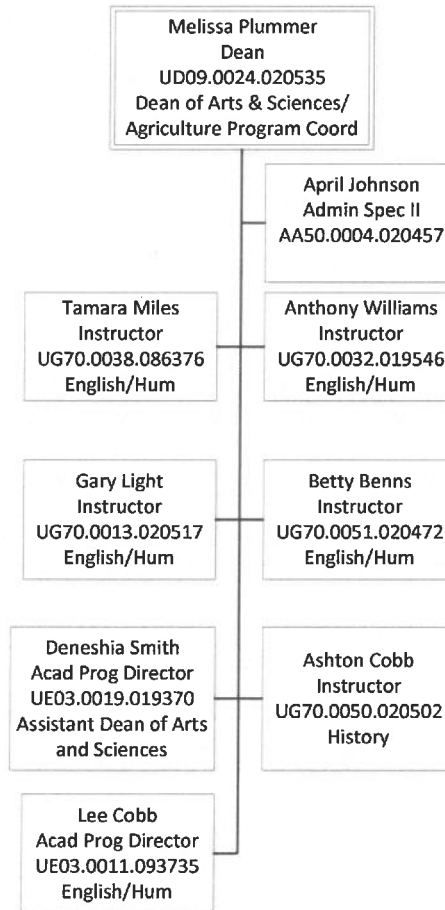 Melissa Plummer
Dean
UD09.0024.020535
Dean of Arts & Sciences/
Agriculture Program Coord
April Johnson
Admin Spec II
AA50.0004.020457
Tamara Miles
Instructor
UG70.0038.086376
English/Hum
Anthony Williams
Instructor
UG70.0032.019546
English/Hum
Gary Light
Instructor
UG70.0013.020517
English/Hum
Betty Benns
Instructor
UG70.0051.020472
English/Hum
Deneshia Smith
Acad Prog Director
UE03.0019.019370
Assistant Dean of Arts
and Sciences
Ashton Cobb
Instructor
UG70.0050.020502
History
Lee Cobb
Acad Prog Director
UE03.0011.093735
English/Hum